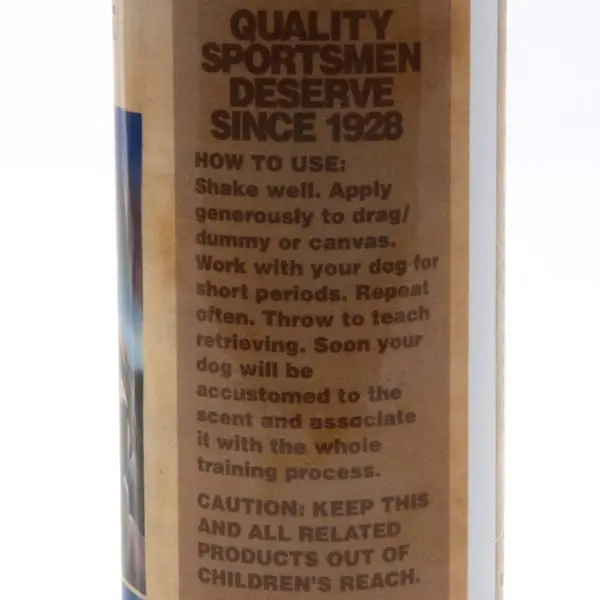 QUALITY
SPORTSMEN
DESERVE
SINCE 1928
HOW TO USE:
Shake well. Apply
generously to drag/
dummy or canvas.
Work with your dog for
short periods. Repeat
often. Throw to teach
retrieving. Soon your
dog will be
accustomed to the
scent and associate
it with the whole
training process.
CAUTION: KEEP THIS
AND ALL RELATED
PRODUCTS OUT OF
CHILDREN'S REACH.